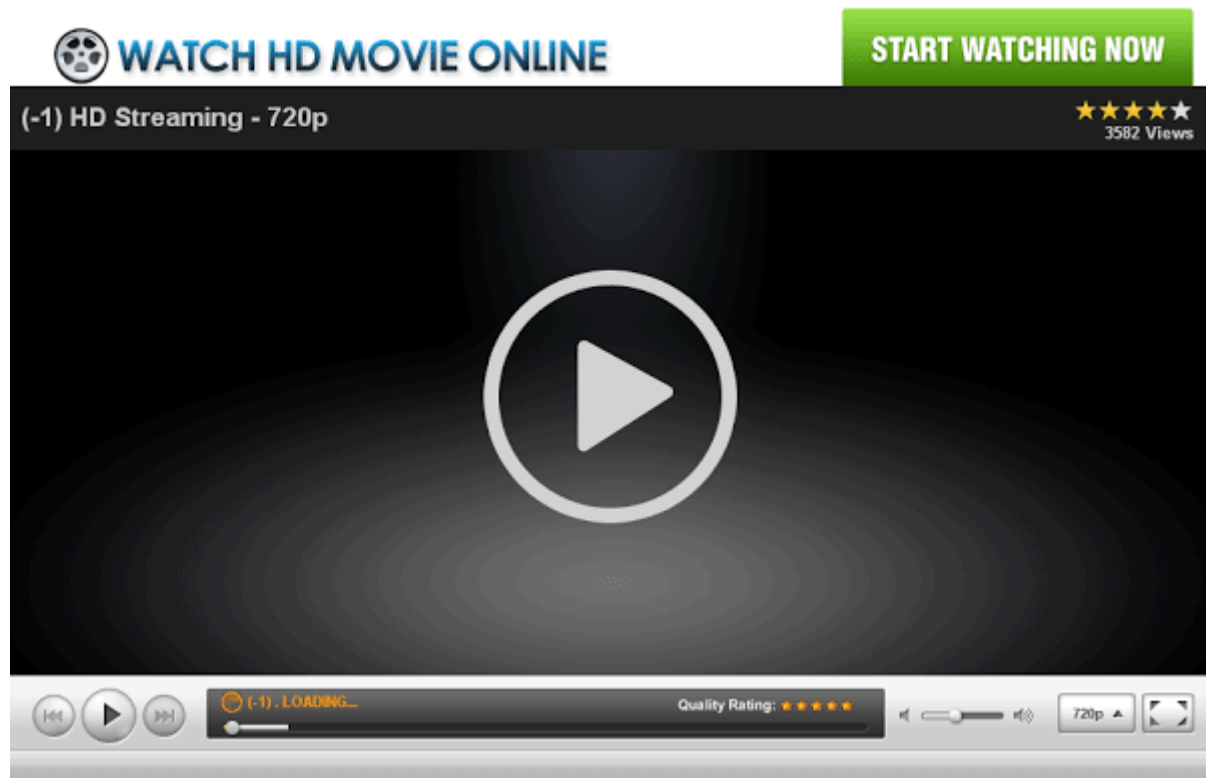 WATCH HD MOVIE ONLINE
START WATCHING NOW
(-1) HD Streaming - 720p
3582 Views
(-1) . LOADING...
Quality Rating:
720p